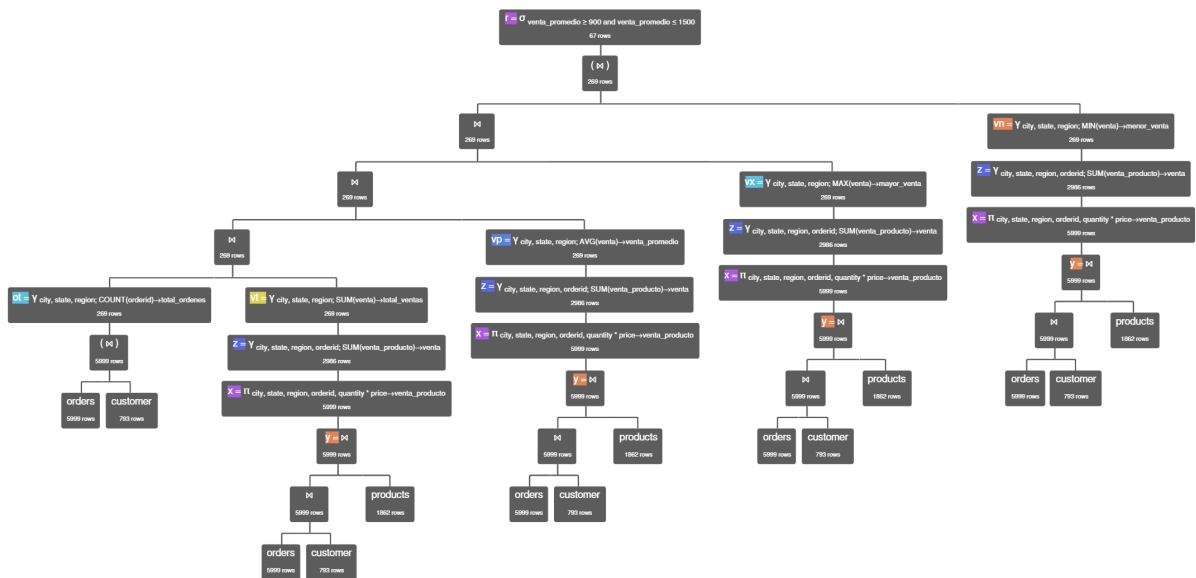 r = σ venta_promedio ≥ 900 and venta_promedio ≤ 1500
67 rows
( ⋈ )
269 rows
⋈
269 rows
vn = γ city, state, region; MIN(venta)→menor_venta
269 rows
⋈
269 rows
vx = γ city, state, region; MAX(venta)→mayor_venta
269 rows
z = γ city, state, region, orderid; SUM(venta_producto)→venta
2986 rows
⋈
269 rows
vp = γ city, state, region; AVG(venta)→venta_promedio
269 rows
z = γ city, state, region, orderid; SUM(venta_producto)→venta
2986 rows
x = π city, state, region, orderid, quantity * price→venta_producto
5999 rows
ot = γ city, state, region; COUNT(orderid)→total_ordenes
269 rows
vt = γ city, state, region; SUM(venta)→total_ventas
269 rows
z = γ city, state, region, orderid; SUM(venta_producto)→venta
2986 rows
x = π city, state, region, orderid, quantity * price→venta_producto
5999 rows
y = ⋈
5999 rows
( ⋈ )
5999 rows
z = γ city, state, region, orderid; SUM(venta_producto)→venta
2986 rows
x = π city, state, region, orderid, quantity * price→venta_producto
5999 rows
y = ⋈
5999 rows
⋈
5999 rows
products
1862 rows
orders
5999 rows
customer
793 rows
x = π city, state, region, orderid, quantity * price→venta_producto
5999 rows
y = ⋈
5999 rows
⋈
5999 rows
products
1862 rows
orders
5999 rows
customer
793 rows
y = ⋈
5999 rows
⋈
5999 rows
products
1862 rows
orders
5999 rows
customer
793 rows
⋈
5999 rows
products
1862 rows
orders
5999 rows
customer
793 rows
orders
5999 rows
customer
793 rows